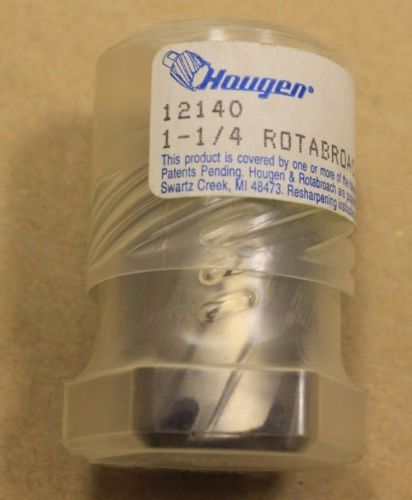 Hougen®
12140
1-1/4 ROTABROAC
This product is covered by one or more of the
Patents Pending. Hougen & Rotabroach are
Swartz Creek, MI 48473. Resharpening